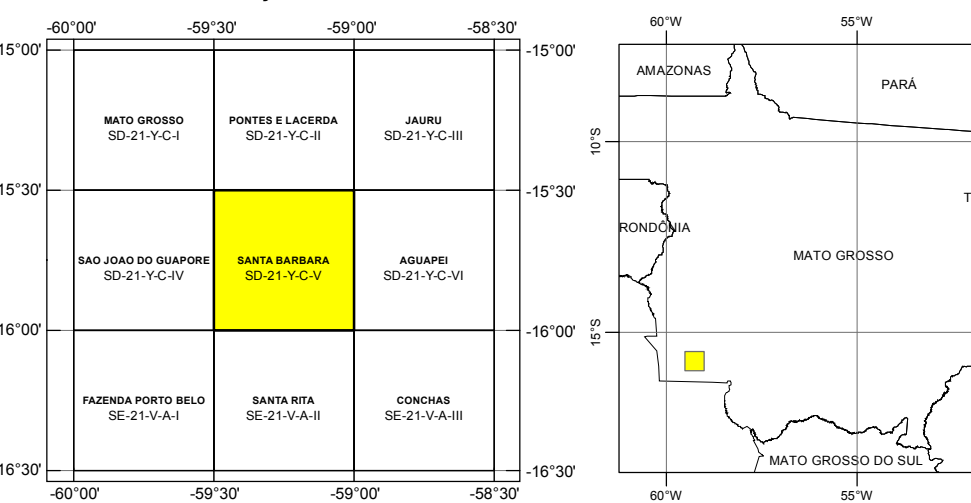 -60°00'
-59°30'
-59°00'
-58°30'
15°00'
-15°00'
MATO GROSSO
SD-21-Y-C-I
PONTES E LACERDA
SD-21-Y-C-II
JAURU
SD-21-Y-C-III
15°30'
-15°30'
SAO JOAO DO GUAPORE
SD-21-Y-C-IV
SANTA BARBARA
SD-21-Y-C-V
AGUAPEI
SD-21-Y-C-VI
16°00'
-16°00'
FAZENDA PORTO BELO
SE-21-V-A-I
SANTA RITA
SE-21-V-A-II
CONCHAS
SE-21-V-A-III
16°30'
-16°30'
-60°00'
-59°30'
-59°00'
-58°30'
60°W
55°W
AMAZONAS
PARÁ
10°S
T
RONDÔNIA
MATO GROSSO
15°S
MATO GROSSO DO SUL
60°W
55°W